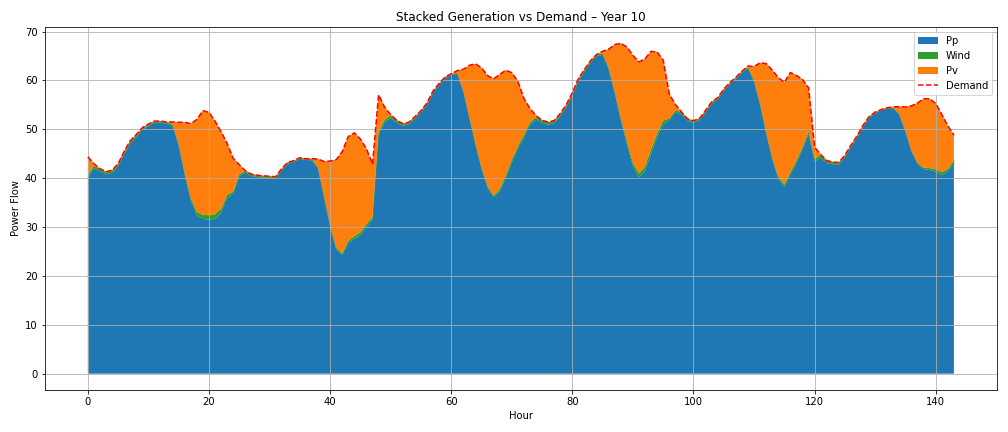 Stacked Generation vs Demand – Year 10
Pp
Wind
Pv
Demand
Power Flow
70
60
50
40
30
20
10
0
0 20 40 60 80 100 120 140
Hour